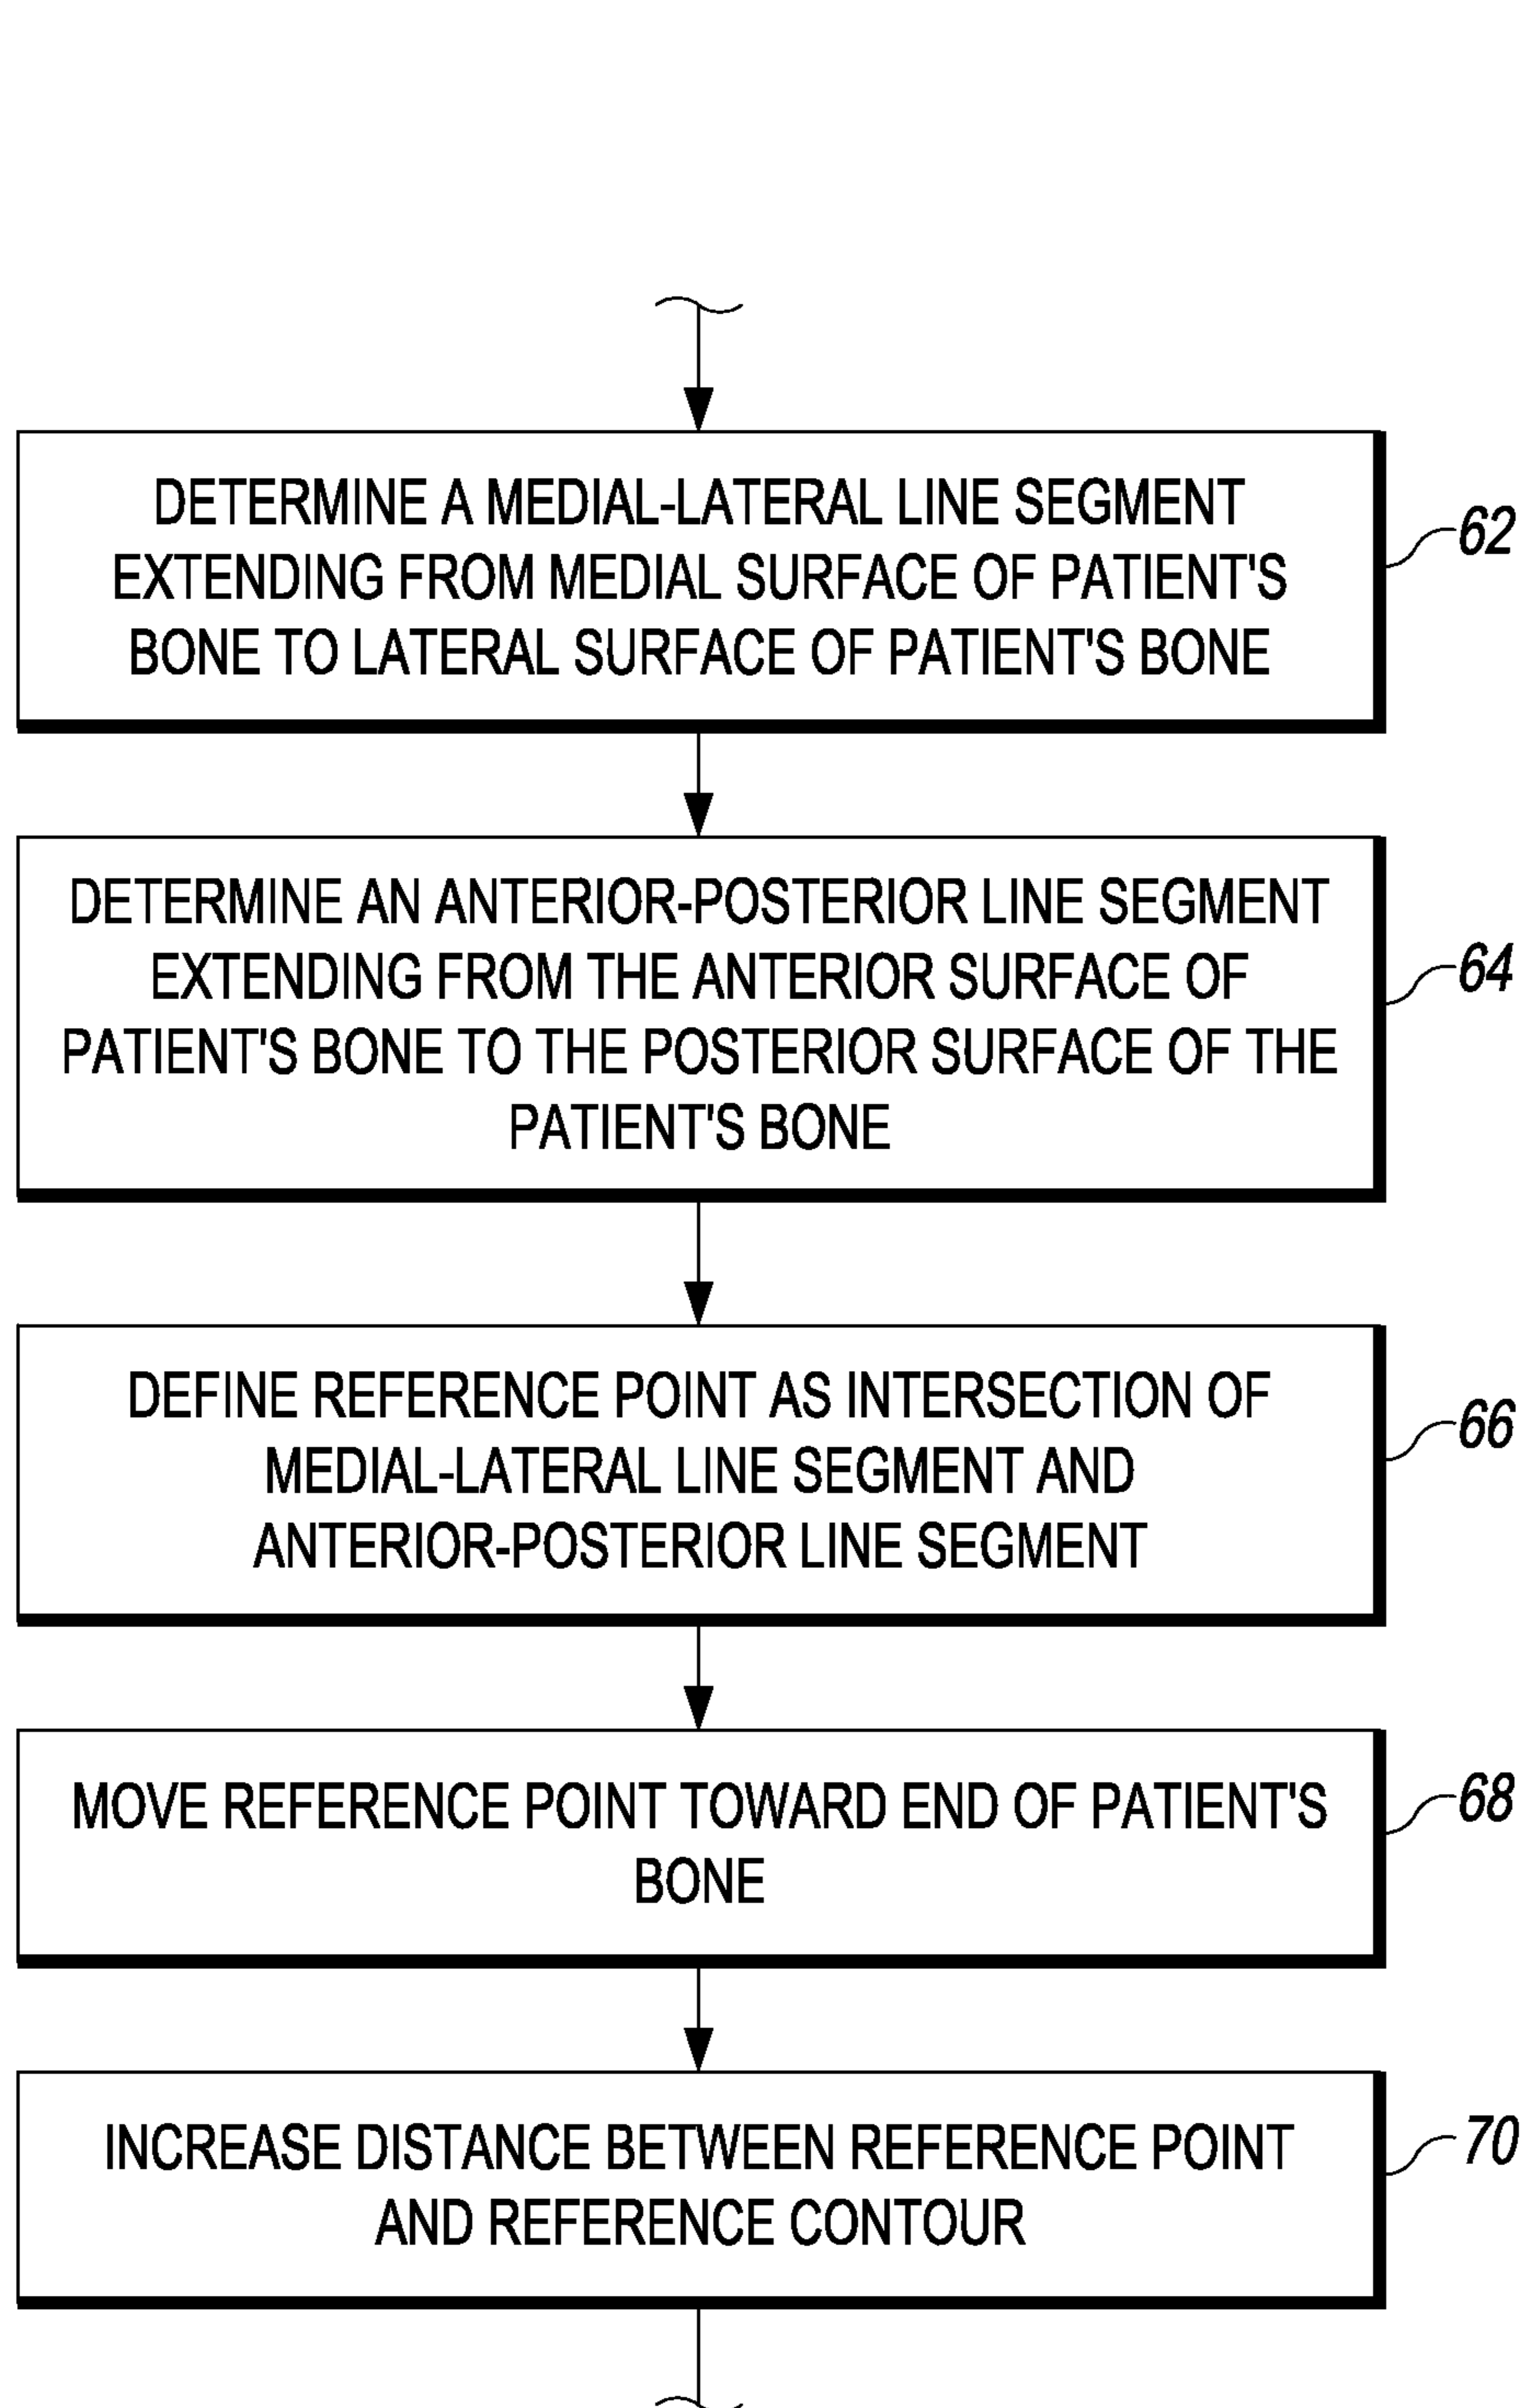 DETERMINE A MEDIAL-LATERAL LINE SEGMENT
EXTENDING FROM MEDIAL SURFACE OF PATIENT'S
BONE TO LATERAL SURFACE OF PATIENT'S BONE
62
DETERMINE AN ANTERIOR-POSTERIOR LINE SEGMENT
EXTENDING FROM THE ANTERIOR SURFACE OF
PATIENT'S BONE TO THE POSTERIOR SURFACE OF THE
PATIENT'S BONE
64
DEFINE REFERENCE POINT AS INTERSECTION OF
MEDIAL-LATERAL LINE SEGMENT AND
ANTERIOR-POSTERIOR LINE SEGMENT
66
MOVE REFERENCE POINT TOWARD END OF PATIENT'S
BONE
68
INCREASE DISTANCE BETWEEN REFERENCE POINT
AND REFERENCE CONTOUR
70